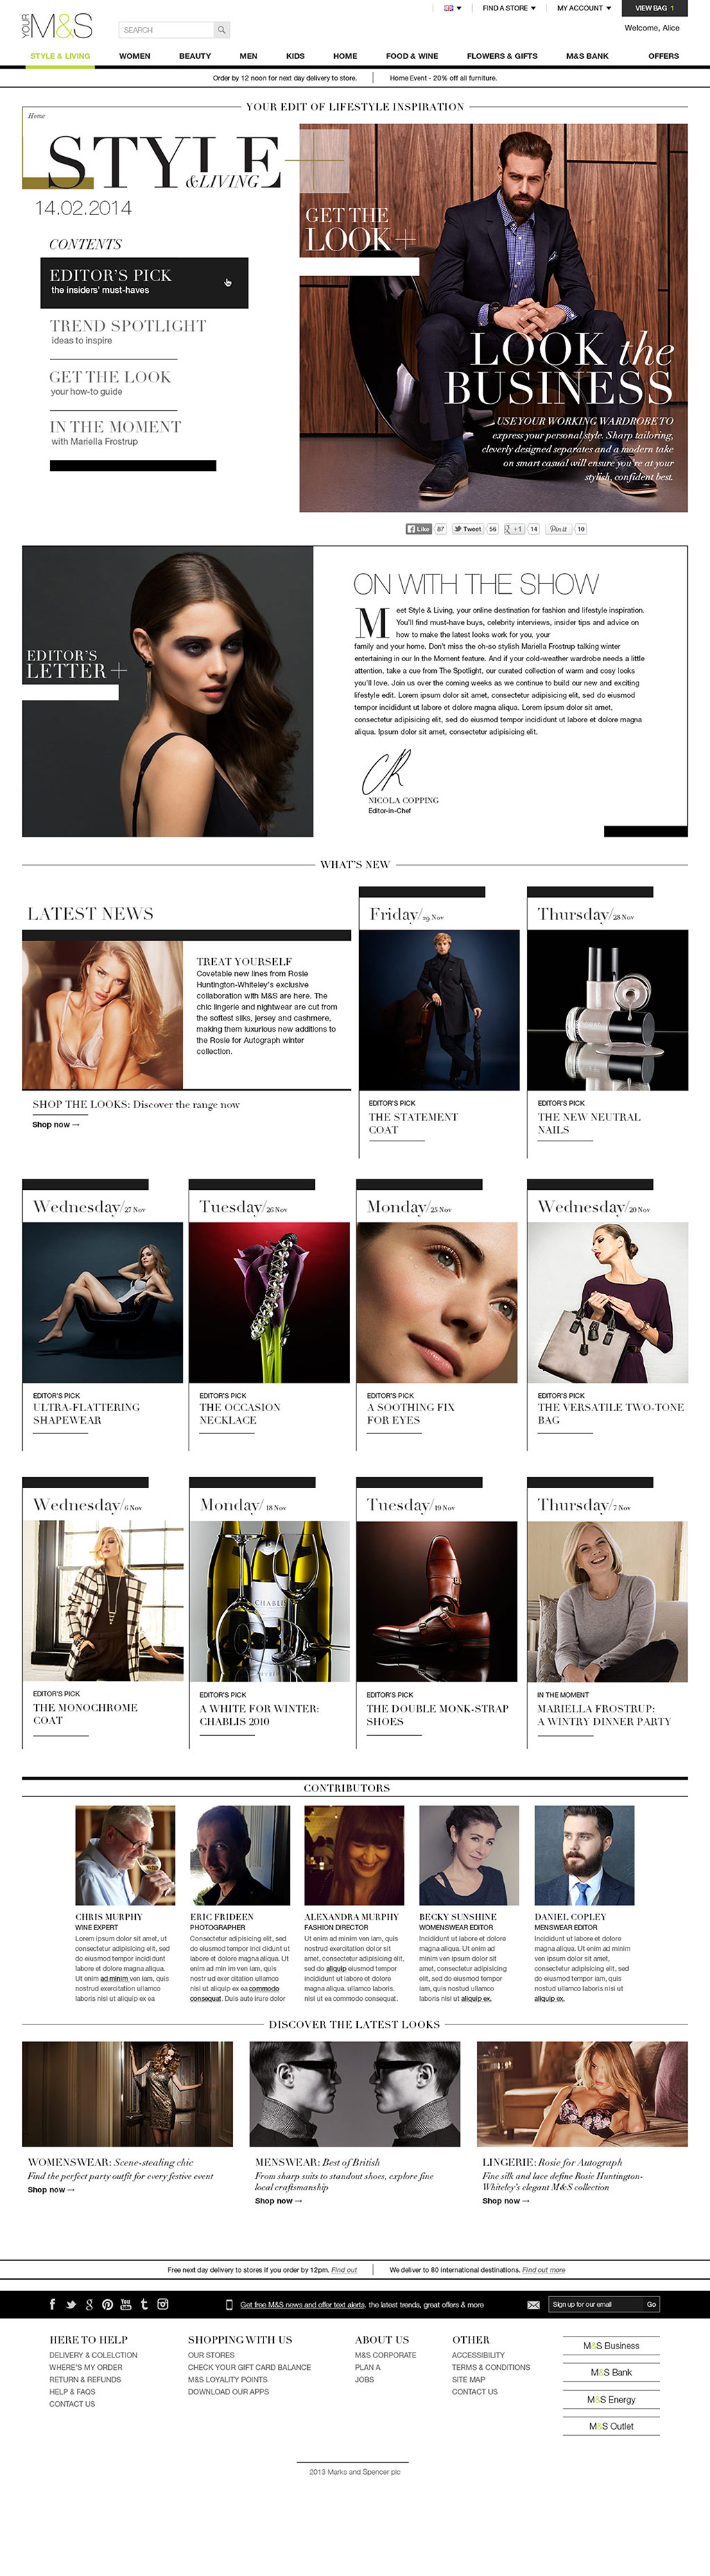 YOUR M&S
SEARCH
FIND A STORE
MY ACCOUNT
VIEW BAG 1
Welcome, Alice
STYLE & LIVING WOMEN BEAUTY MEN KIDS HOME FOOD & WINE FLOWERS & GIFTS M&S BANK OFFERS
Order by 12 noon for next day delivery to store. Home Event - 20% off all furniture.
YOUR EDIT OF LIFESTYLE INSPIRATION
Home
STYLE
&LIVING
14.02.2014
CONTENTS
EDITOR'S PICK
the insiders' must-haves
TREND SPOTLIGHT
ideas to inspire
GET THE LOOK
your how-to guide
IN THE MOMENT
with Mariella Frostrup
GET THE
LOOK+
LOOK the
BUSINESS
USE YOUR WORKING WARDROBE TO
express your personal style. Sharp tailoring,
cleverly designed separates and a modern take
on smart casual will ensure you're at your
stylish, confident best.
Like 87 Tweet 56 +1 14 Pin it 10
EDITOR'S
LETTER+
ON WITH THE SHOW
Meet Style & Living, your online destination for fashion and lifestyle inspiration.
You'll find must-have buys, celebrity interviews, insider tips and advice on
how to make the latest looks work for you, your
family and your home. Don't miss the oh-so stylish Mariella Frostrup talking winter
entertaining in our In the Moment feature. And if your cold-weather wardrobe needs a little
attention, take a cue from The Spotlight, our curated collection of warm and cosy looks
you'll love. Join us over the coming weeks as we continue to build our new and exciting
lifestyle edit. Lorem ipsum dolor sit amet, consectetur adipisicing elit, sed do eiusmod
tempor incididunt ut labore et dolore magna aliqua. Lorem ipsum dolor sit amet,
consectetur adipisicing elit, sed do eiusmod tempor incididunt ut labore et dolore magna
aliqua. Ipsum dolor sit amet, consectetur adipisicing elit.
NICOLA COPPING
Editor-in-Chef
WHAT'S NEW
LATEST NEWS
TREAT YOURSELF
Covetable new lines from Rosie
Huntington-Whiteley's exclusive
collaboration with M&S are here. The
chic lingerie and nightwear are cut from
the softest silks, jersey and cashmere,
making them luxurious new additions to
the Rosie for Autograph winter
collection.
SHOP THE LOOKS: Discover the range now
Shop now →
Friday/29 Nov
EDITOR'S PICK
THE STATEMENT
COAT
Thursday/28 Nov
EDITOR'S PICK
THE NEW NEUTRAL
NAILS
Wednesday/27 Nov
EDITOR'S PICK
ULTRA-FLATTERING
SHAPEWEAR
Tuesday/26 Nov
EDITOR'S PICK
THE OCCASION
NECKLACE
Monday/25 Nov
EDITOR'S PICK
A SOOTHING FIX
FOR EYES
Wednesday/20 Nov
EDITOR'S PICK
THE VERSATILE TWO-TONE
BAG
Wednesday/6 Nov
EDITOR'S PICK
THE MONOCHROME
COAT
Monday/ 18 Nov
CHABLIS
EDITOR'S PICK
A WHITE FOR WINTER:
CHABLIS 2010
Tuesday/19 Nov
EDITOR'S PICK
THE DOUBLE MONK-STRAP
SHOES
Thursday/7 Nov
IN THE MOMENT
MARIELLA FROSTRUP:
A WINTRY DINNER PARTY
CONTRIBUTORS
CHRIS MURPHY
WINE EXPERT
Lorem ipsum dolor sit amet, ut
consectetur adipisicing elit, sed
do eiusmod tempor incididunt
labore et dolore magna aliqua.
Ut enim ad minim ven iam, quis
nostrud exercitation ullamco
laboris nisi ut aliquip ex ea
ERIC FRIDEEN
PHOTOGRAPHER
Consectetur adipisicing elit, sed
do eiusmod tempor inci didunt ut
labore et dolore magna aliqua. Ut
enim ad min im ven iam, quis
nostr ud exer citation ullamco
nisi ut aliquip ex ea commodo
consequat. Duis aute irure dolor
ALEXANDRA MURPHY
FASHION DIRECTOR
Ut enim ad minim ven iam, quis
nostrud exercitation dolor sit
amet, consectetur adipisicing elit,
sed do aliquip eiusmod tempor
incididunt ut labore et dolore
magna aliqua. ullamco laboris.
nisi ut ea commodo consequat.
BECKY SUNSHINE
WOMENSWEAR EDITOR
Incididunt ut labore et dolore
magna aliqua. Ut enim ad
minim ven ipsum dolor sit
amet, consectetur adipisicing
elit, sed do eiusmod tempor
iam, quis nostud ullamco
laboris nisi ut aliquip ex.
DANIEL COPLEY
MENSWEAR EDITOR
Incididunt ut labore et dolore
magna aliqua. Ut enim ad minim
ven ipsum dolor sit amet,
consectetur adipisicing elit, sed
do eiusmod tempor iam, quis
nostud ullamco laboris nisi ut
aliquip ex.
DISCOVER THE LATEST LOOKS
WOMENSWEAR: Scene-stealing chic
Find the perfect party outfit for every festive event
Shop now →
MENSWEAR: Best of British
From sharp suits to standout shoes, explore fine
local craftsmanship
Shop now →
LINGERIE: Rosie for Autograph
Fine silk and lace define Rosie Huntington-
Whiteley's elegant M&S collection
Shop now →
Free next day delivery to stores if you order by 12pm. Find out We deliver to 80 international destinations. Find out more
Get free M&S news and offer text alerts. the latest trends, great offers & more
Sign up for our email Go
HERE TO HELP
DELIVERY & COLELCTION
WHERE'S MY ORDER
RETURN & REFUNDS
HELP & FAQS
CONTACT US
SHOPPING WITH US
OUR STORES
CHECK YOUR GIFT CARD BALANCE
M&S LOYALITY POINTS
DOWNLOAD OUR APPS
ABOUT US
M&S CORPORATE
PLAN A
JOBS
OTHER
ACCESSIBILITY
TERMS & CONDITIONS
SITE MAP
CONTACT US
M&S Business
M&S Bank
M&S Energy
M&S Outlet
2013 Marks and Spencer plc